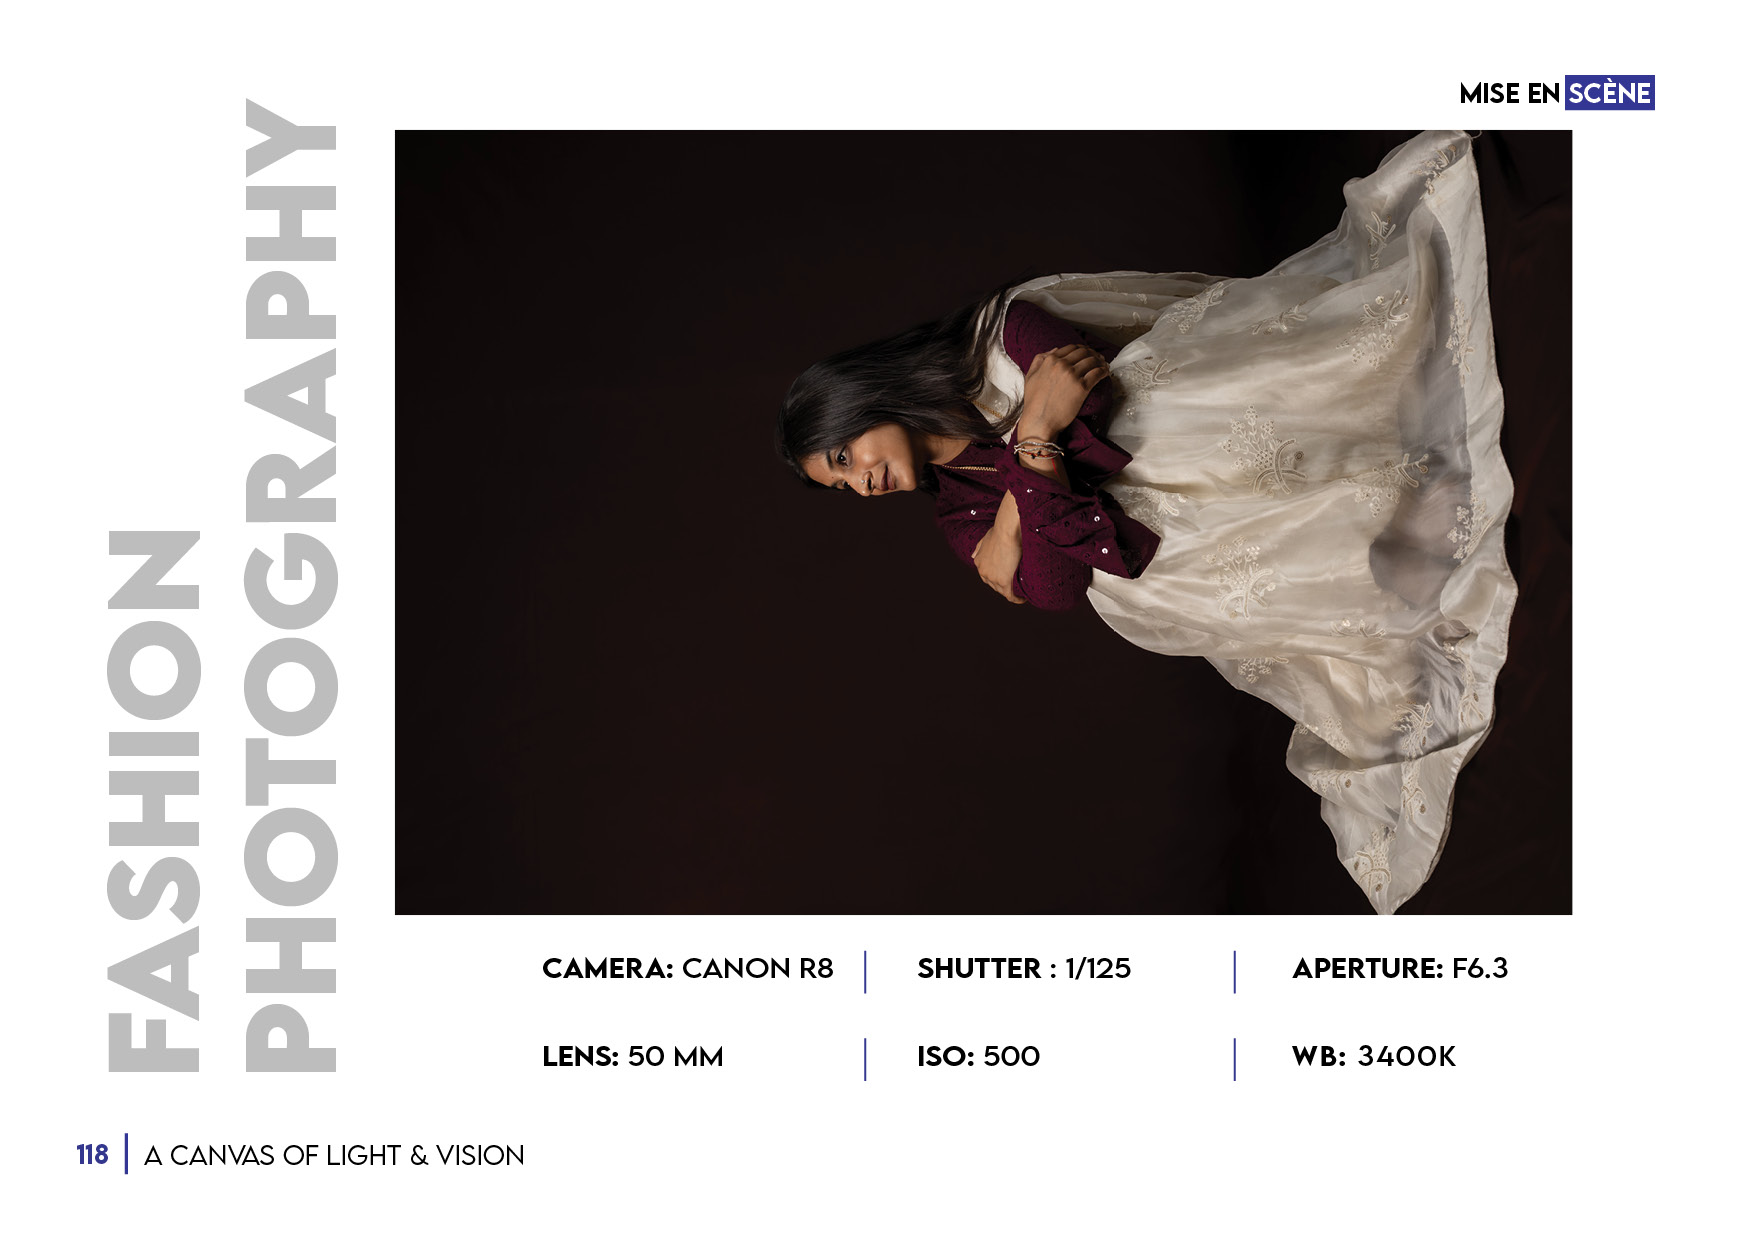 MISE EN SCÈNE
FASHION
PHOTOGRAPHY
CAMERA: CANON R8
SHUTTER : 1/125
APERTURE: F6.3
LENS: 50 MM
ISO: 500
WB: 3400K
118
A CANVAS OF LIGHT & VISION